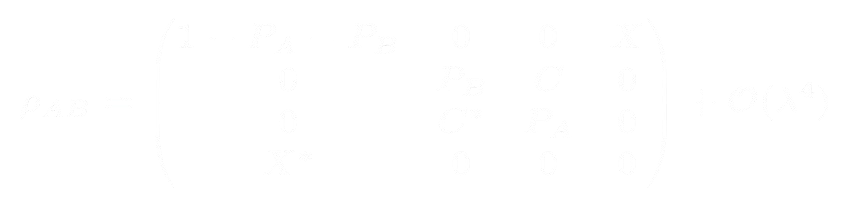 ρ_AB = ( 1 - P_A - P_B 0 0 X
0 P_B C 0
0 C* P_A 0
X* 0 0 0 ) + O(λ^4)